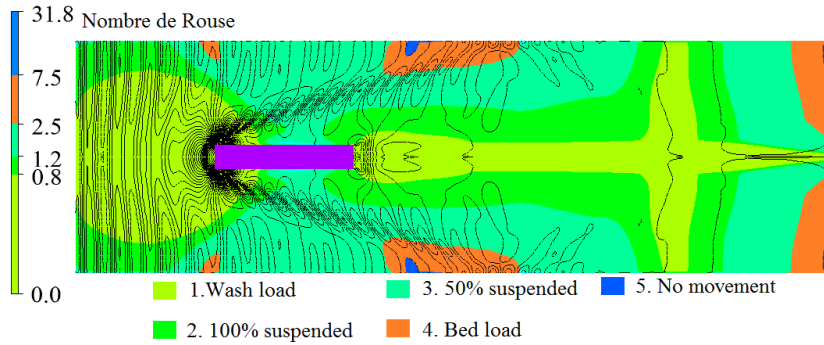 31.8
Nombre de Rouse
7.5
2.5
1.2
0.8
0.0
1.Wash load
3. 50% suspended
5. No movement
2. 100% suspended
4. Bed load